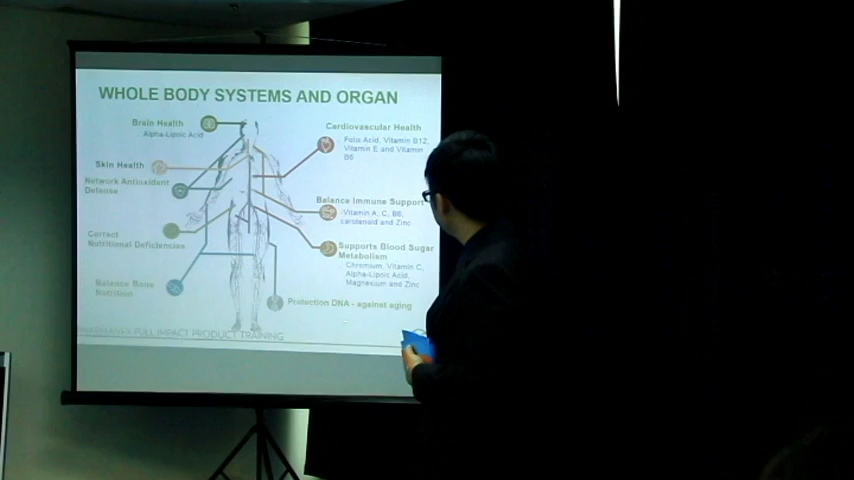 WHOLE BODY SYSTEMS AND ORGAN
Brain Health
Alpha-Lipoic Acid
Skin Health
Network Antioxidant
Defense
Correct
Nutritional Deficiencies
Balance Bone
Nutrition
Cardiovascular Health
Folix Acid, Vitamin B12,
Vitamin E and Vitamin
B6
Balance Immune Support
-Vitamin A, C, B6,
carotenoid and Zinc
Supports Blood Sugar
Metabolism
Chromium, Vitamin C,
Alpha-Lipoic Acid,
Magnesium and Zinc
Protection DNA - against aging
FULL IMPACT PRODUCT TRAINING